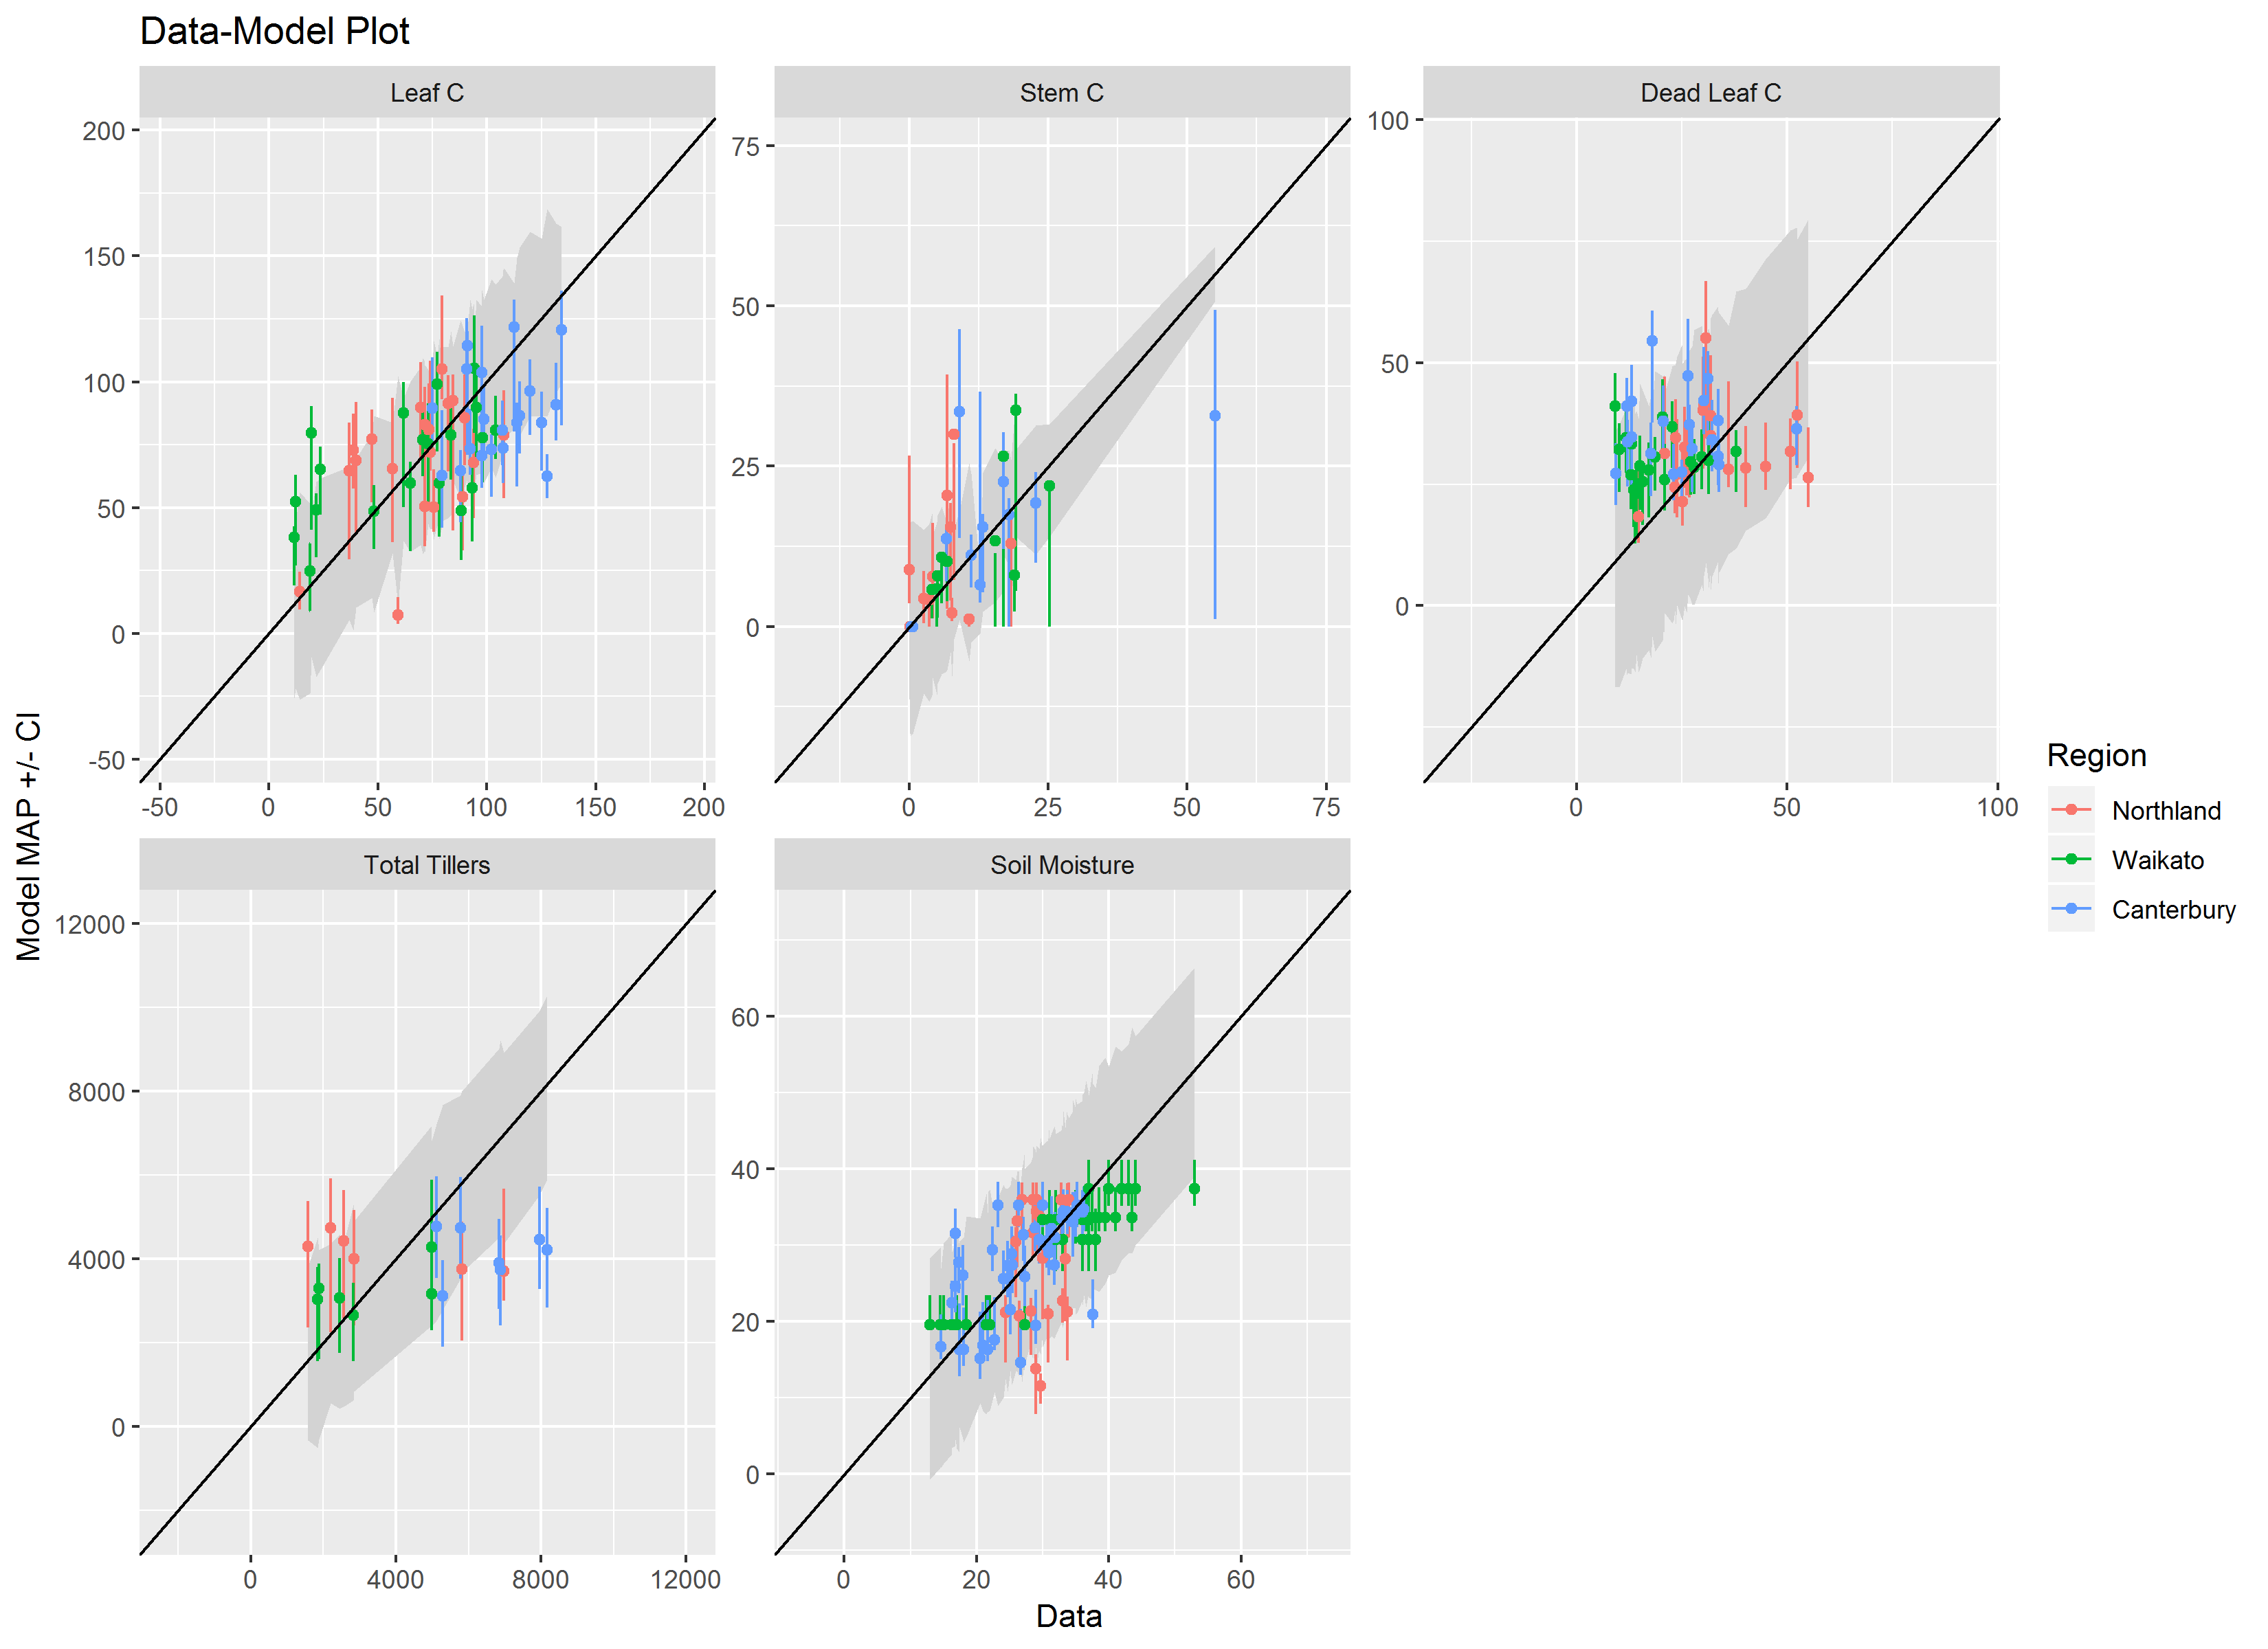 Data-Model Plot
Leaf C
Stem C
Dead Leaf C
200
150
100
50
0
-50
75
50
25
0
100
50
0
-50 0 50 100 150 200
0 25 50 75
0 50 100
Model MAP +/- CI
Region
Northland
Waikato
Canterbury
Total Tillers
Soil Moisture
12000
8000
4000
0
60
40
20
0
0 4000 8000 12000
0 20 40 60
Data